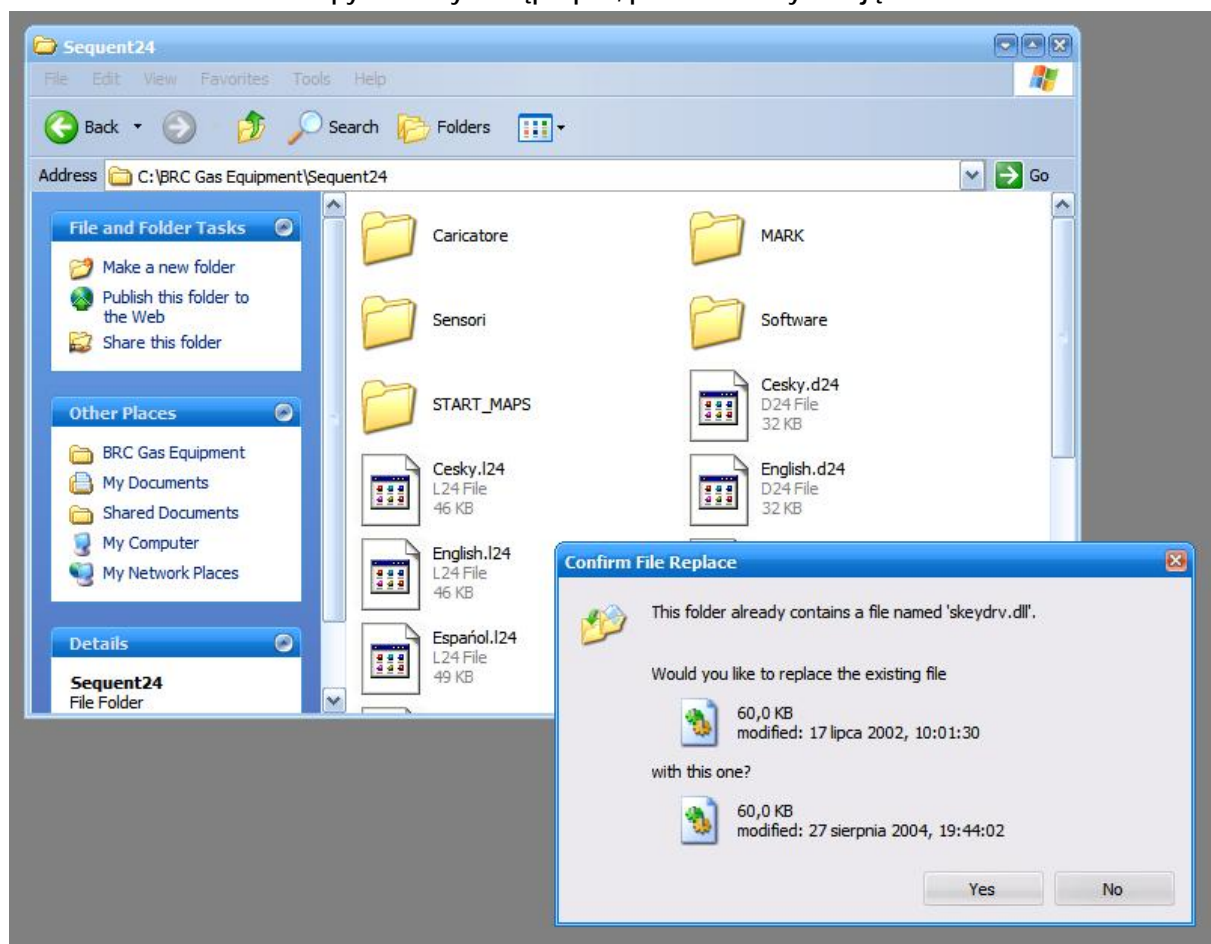 Sequent24
File Edit View Favorites Tools Help
Back Search Folders
Address C:\BRC Gas Equipment\Sequent24 Go
File and Folder Tasks
Make a new folder
Publish this folder to
the Web
Share this folder
Other Places
BRC Gas Equipment
My Documents
Shared Documents
My Computer
My Network Places
Details
Sequent24
File Folder
Caricatore
MARK
Sensori
Software
START_MAPS
Cesky.d24
D24 File
32 KB
Cesky.l24
L24 File
46 KB
English.d24
D24 File
32 KB
English.l24
L24 File
46 KB
Español.l24
L24 File
49 KB
Confirm File Replace
This folder already contains a file named 'skeydrv.dll'.
Would you like to replace the existing file
60,0 KB
modified: 17 lipca 2002, 10:01:30
with this one?
60,0 KB
modified: 27 sierpnia 2004, 19:44:02
Yes No